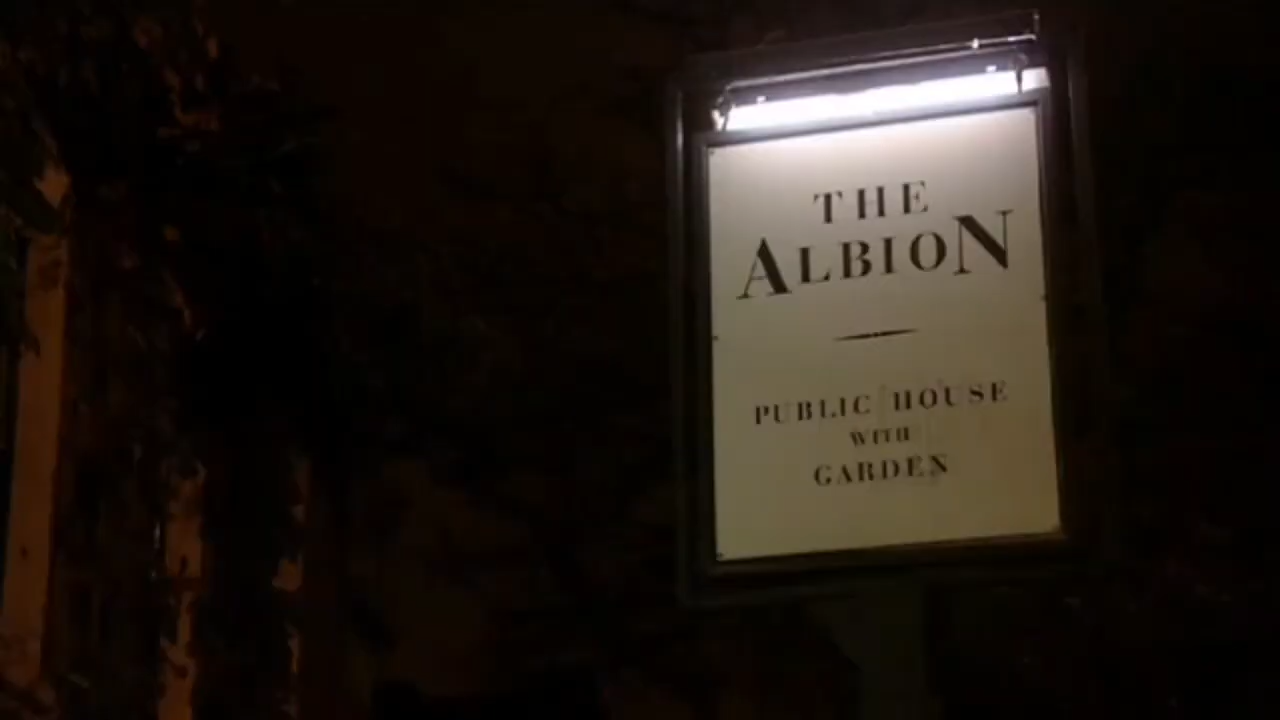 THE
ALBION
PUBLIC HOUSE
WITH
GARDEN